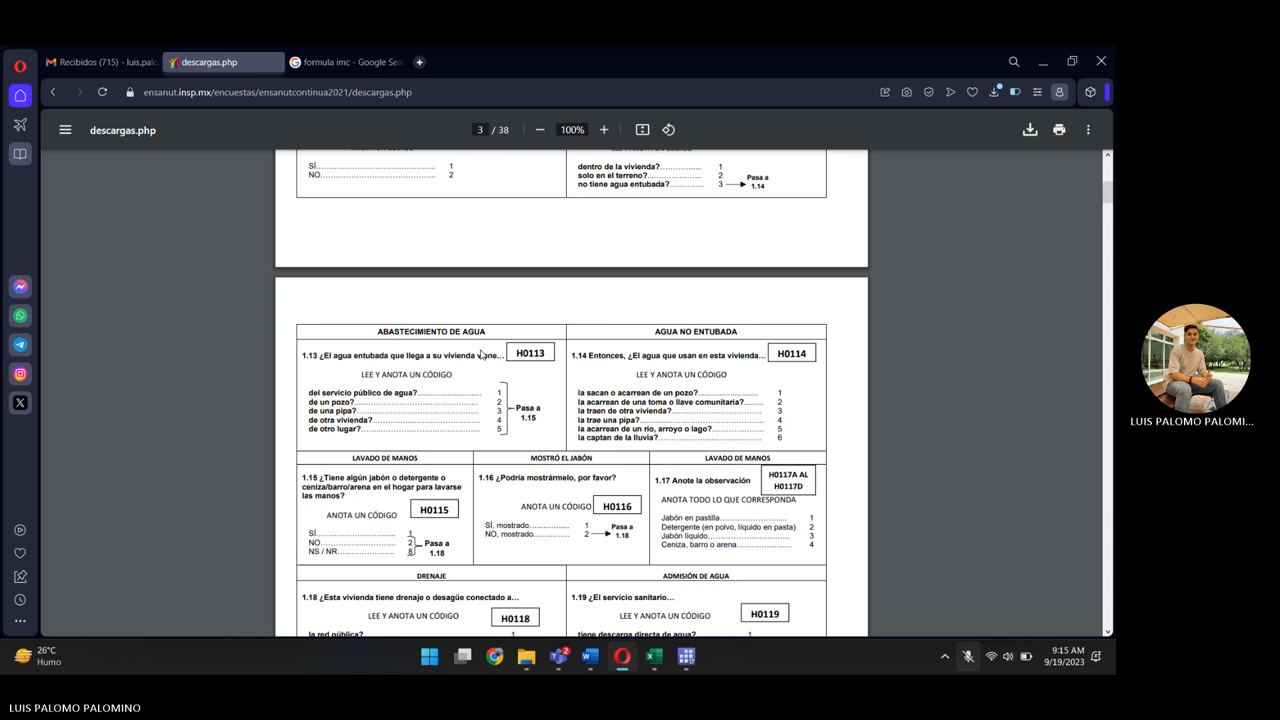 Recibidos (715) - luis.palo
descargas.php
formula imc - Google Sea
ensanut.insp.mx/encuestas/ensanutcontinua2021/descargas.php
descargas.php
3 / 38
100%
SÍ 1
NO 2
dentro de la vivienda? 1
solo en el terreno? 2
no tiene agua entubada? 3
Pasa a
1.14
ABASTECIMIENTO DE AGUA
1.13 ¿El agua entubada que llega a su vivienda viene...
H0113
LEE Y ANOTA UN CÓDIGO
del servicio público de agua? 1
de un pozo? 2
de una pipa? 3
de otra vivienda? 4
de otro lugar? 5
Pasa a
1.15
AGUA NO ENTUBADA
1.14 Entonces, ¿El agua que usan en esta vivienda...
H0114
LEE Y ANOTA UN CÓDIGO
la sacan o acarrean de un pozo? 1
la acarrean de una toma o llave comunitaria? 2
la traen de otra vivienda? 3
la trae una pipa? 4
la acarrean de un río, arroyo o lago? 5
la captan de la lluvia? 6
LAVADO DE MANOS
1.15 ¿Tiene algún jabón o detergente o
ceniza/barro/arena en el hogar para lavarse
las manos?
H0115
ANOTA UN CÓDIGO
SÍ 1
NO 2
NS / NR 8
Pasa a
1.18
MOSTRÓ EL JABÓN
1.16 ¿Podría mostrármelo, por favor?
ANOTA UN CÓDIGO
H0116
SÍ, mostrado 1
NO, mostrado 2
Pasa a
1.18
LAVADO DE MANOS
1.17 Anote la observación
H0117A AL
H0117D
ANOTA TODO LO QUE CORRESPONDA
Jabón en pastilla 1
Detergente (en polvo, líquido en pasta) 2
Jabón líquido 3
Ceniza, barro o arena 4
DRENAJE
1.18 ¿Esta vivienda tiene drenaje o desagüe conectado a…
LEE Y ANOTA UN CÓDIGO
H0118
la red pública? 1
ADMISIÓN DE AGUA
1.19 ¿El servicio sanitario…
LEE Y ANOTA UN CÓDIGO
H0119
tiene descarga directa de agua? 1
LUIS PALOMO PALOMI...
26°C
Humo
2
9:15 AM
9/19/2023
LUIS PALOMO PALOMINO